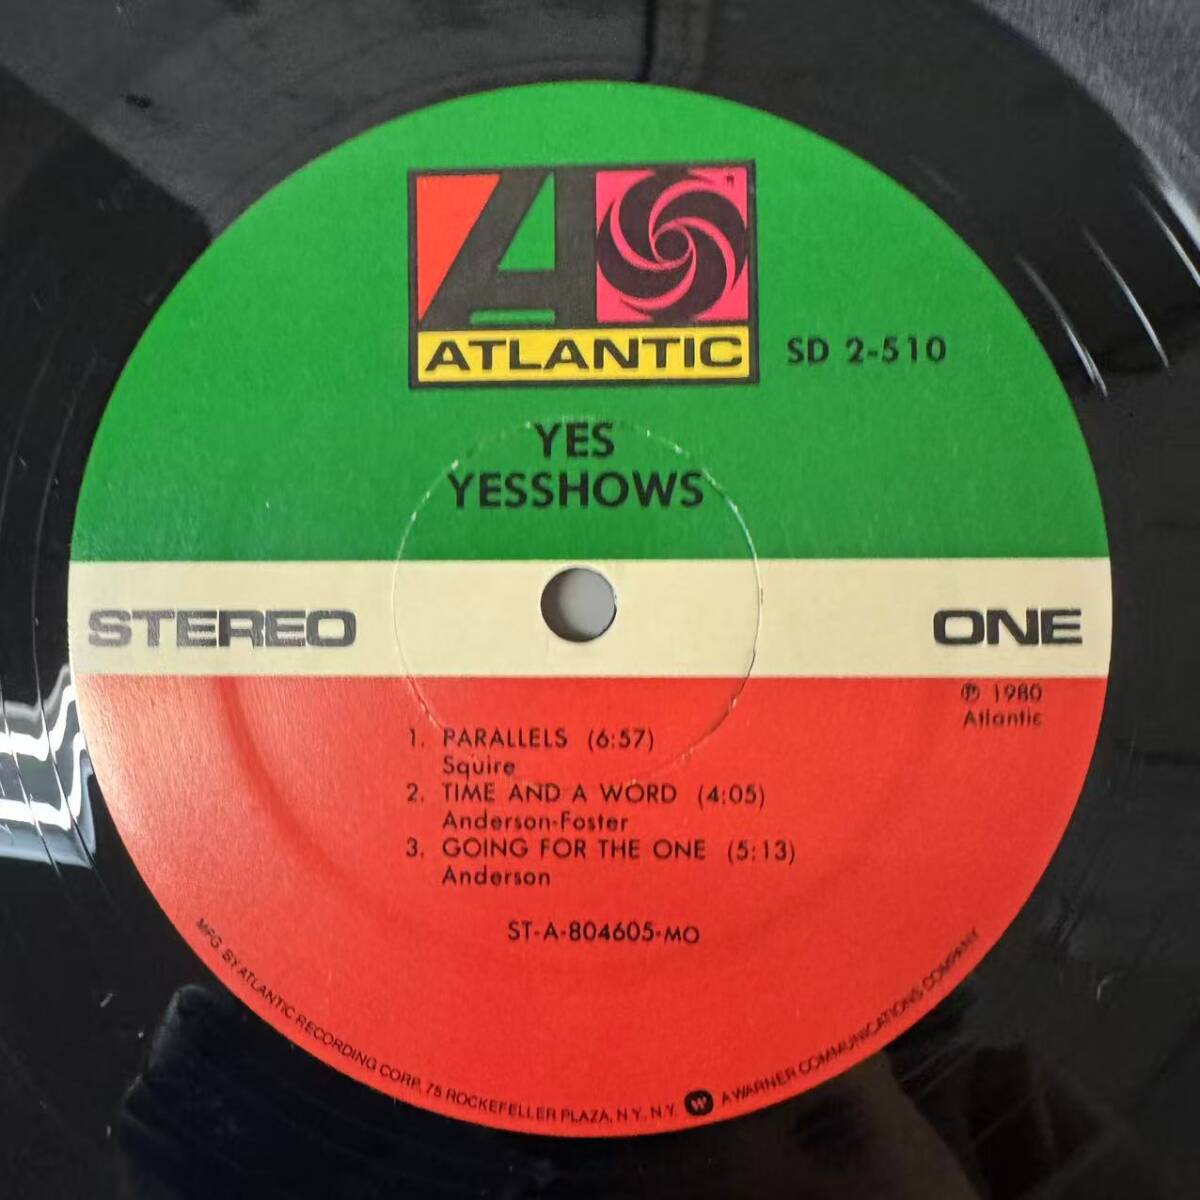 A
ATLANTIC
SD 2-510
YES
YESSHOWS
STEREO
ONE
℗ 1980
Atlantic
1. PARALLELS (6:57)
Squire
2. TIME AND A WORD (4:05)
Anderson-Foster
3. GOING FOR THE ONE (5:13)
Anderson
ST-A-804605-MO
MFG. BY ATLANTIC RECORDING CORP. 75 ROCKEFELLER PLAZA, N.Y. N.Y. W A WARNER COMMUNICATIONS COMPANY